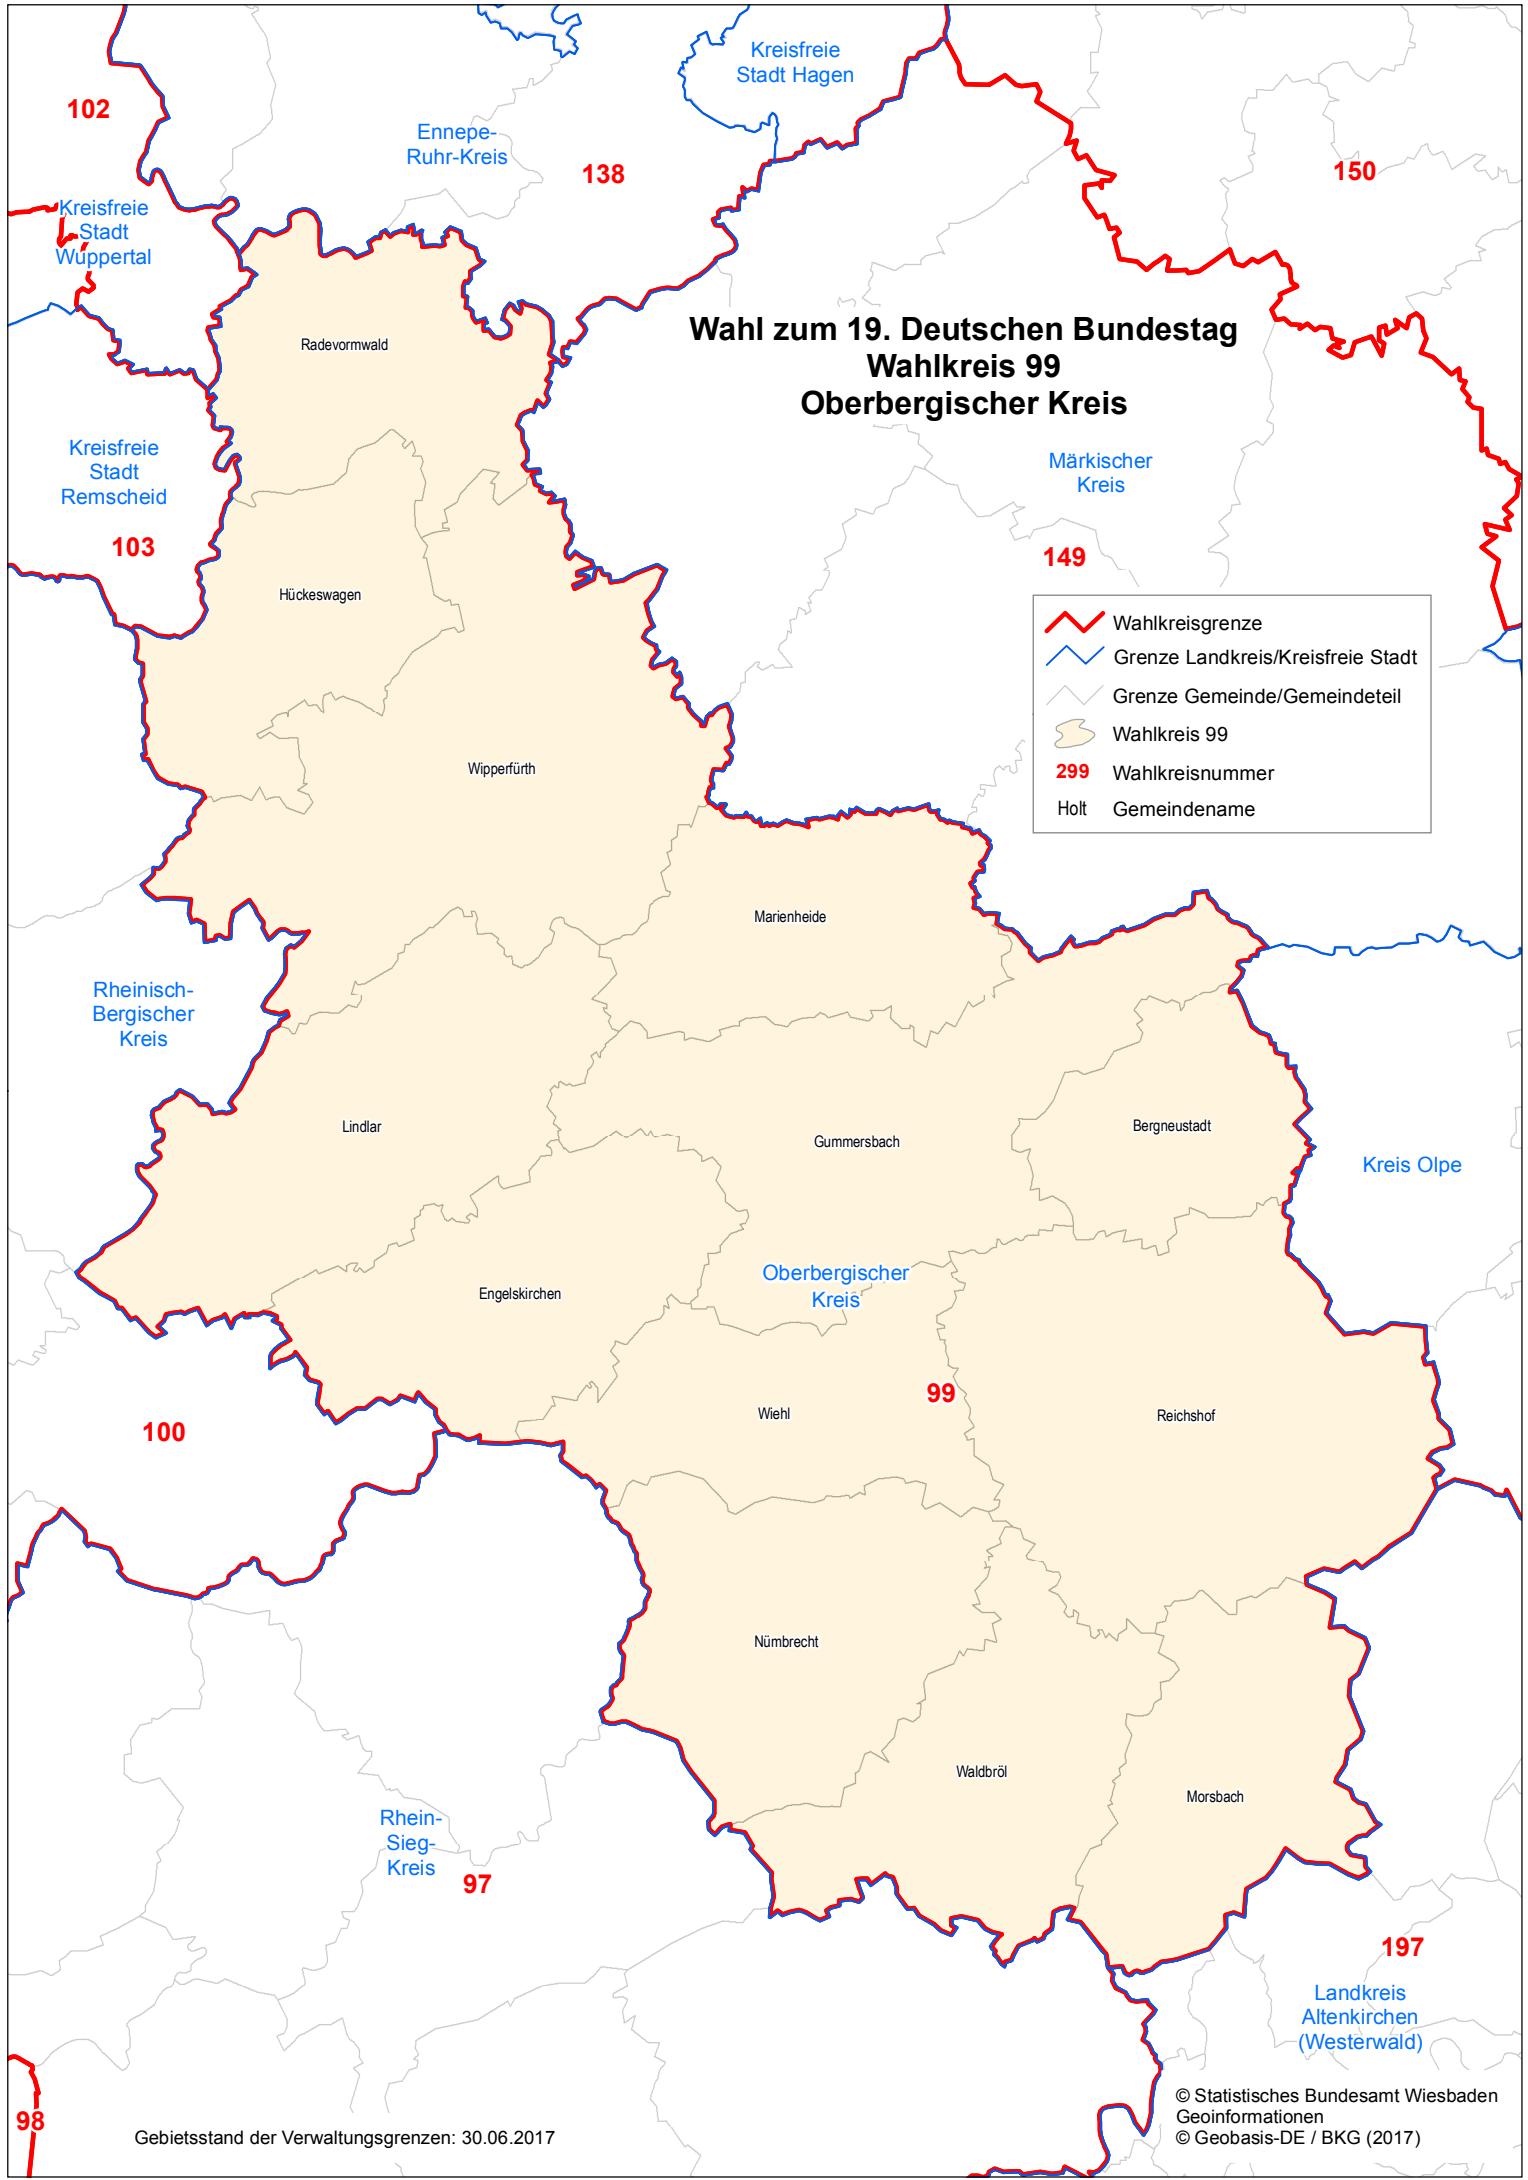 Kreisfreie
Stadt Hagen
102
Ennepe-
Ruhr-Kreis
138
150
Kreisfreie
Stadt
Wuppertal
Wahl zum 19. Deutschen Bundestag
Wahlkreis 99
Oberbergischer Kreis
Radevormwald
Kreisfreie
Stadt
Remscheid
103
Märkischer
Kreis
149
Hückeswagen
Wahlkreisgrenze
Grenze Landkreis/Kreisfreie Stadt
Grenze Gemeinde/Gemeindeteil
Wahlkreis 99
299 Wahlkreisnummer
Holt Gemeindename
Wipperfürth
Marienheide
Rheinisch-
Bergischer
Kreis
Lindlar
Gummersbach
Bergneustadt
Kreis Olpe
Oberbergischer
Kreis
Engelskirchen
99
Wiehl
Reichshof
100
Nümbrecht
Waldbröl
Morsbach
Rhein-
Sieg-
Kreis
97
197
Landkreis
Altenkirchen
(Westerwald)
98
Gebietsstand der Verwaltungsgrenzen: 30.06.2017
© Statistisches Bundesamt Wiesbaden
Geoinformationen
© Geobasis-DE / BKG (2017)